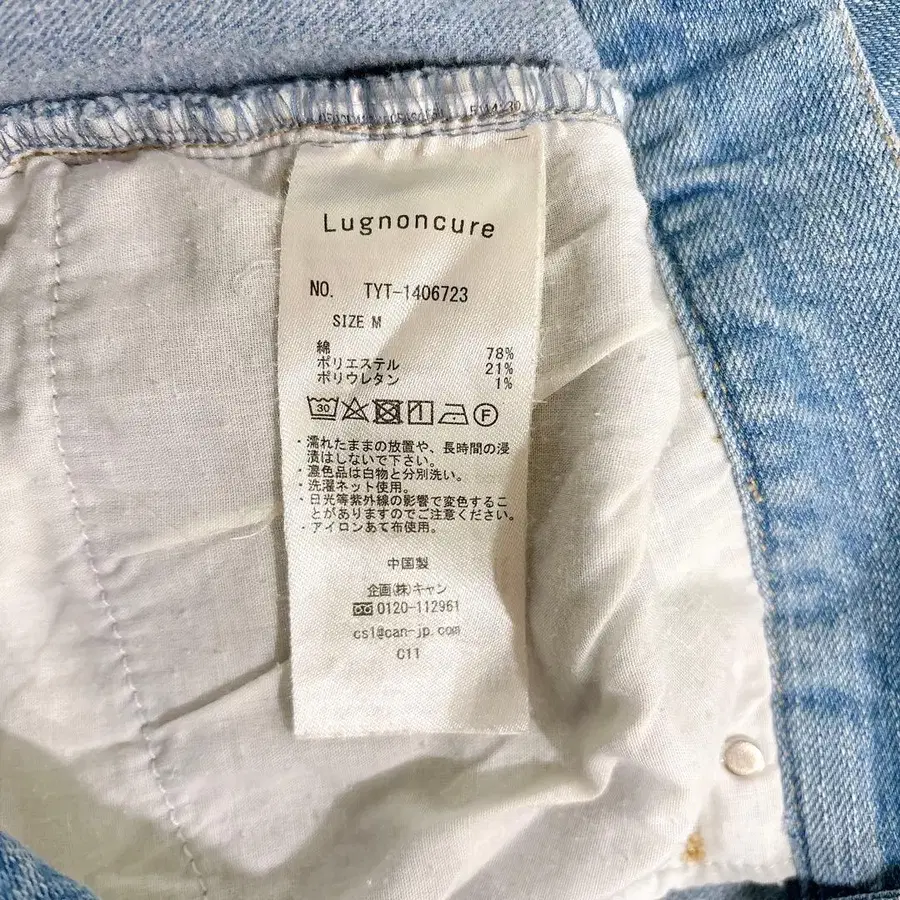 Lugnoncure
NO. TYT-1406723
SIZE M
綿 78%
ポリエステル 21%
ポリウレタン 1%
30 F
・濡れたままの放置や、長時間の浸
漬はしないで下さい。
・濃色品は白物と分別洗い。
・洗濯ネット使用。
・日光等紫外線の影響で変色するこ
とがありますのでご注意ください。
・アイロンあて布使用。
中国製
企画(株)キャン
0120-112961
cs1@can-jp.com
C11